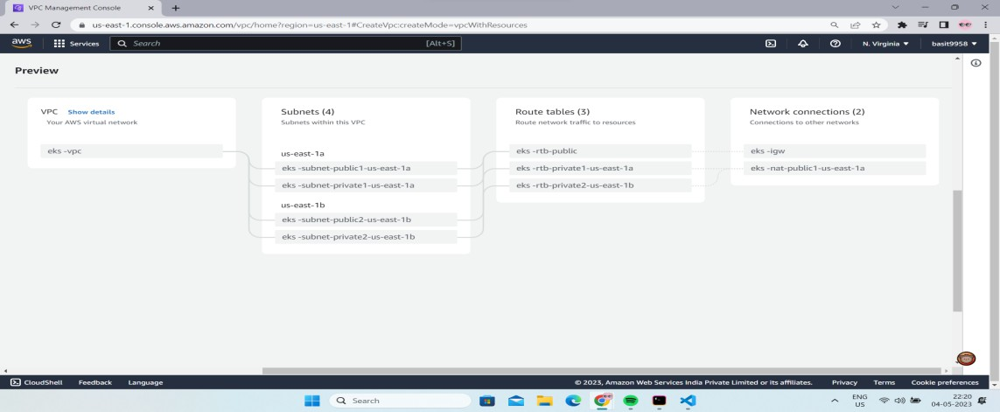 VPC Management Console
us-east-1.console.aws.amazon.com/vpc/home?region=us-east-1#CreateVpc:createMode=vpcWithResources
aws
Services
Search
[Alt+S]
N. Virginia
basit9958
Preview
VPC Show details
Your AWS virtual network
eks -vpc
Subnets (4)
Subnets within this VPC
us-east-1a
eks -subnet-public1-us-east-1a
eks -subnet-private1-us-east-1a
us-east-1b
eks -subnet-public2-us-east-1b
eks -subnet-private2-us-east-1b
Route tables (3)
Route network traffic to resources
eks -rtb-public
eks -rtb-private1-us-east-1a
eks -rtb-private2-us-east-1b
Network connections (2)
Connections to other networks
eks -igw
eks -nat-public1-us-east-1a
CloudShell Feedback Language
© 2023, Amazon Web Services India Private Limited or its affiliates. Privacy Terms Cookie preferences
Search
ENG
US
22:20
04-05-2023